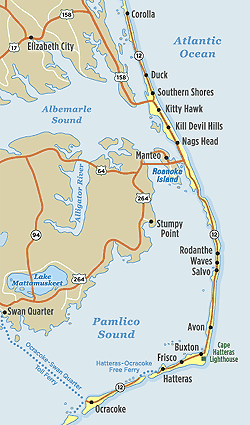 Corolla
158
12
17
Elizabeth City
Atlantic
Ocean
158
Duck
Southern Shores
Kitty Hawk
Albemarle
Sound
Kill Devil Hills
Nags Head
Manteo
Roanoke
Island
64
Alligator River
264
264
Stumpy
Point
94
12
Rodanthe
Waves
Salvo
Lake
Mattamuskeet
Swan Quarter
Pamlico
Sound
Avon
Buxton
Cape
Hatteras
Lighthouse
Ocracoke-Swan Quarter
Toll Ferry
Hatteras-Ocracoke
Free Ferry
Frisco
Hatteras
12
Ocracoke